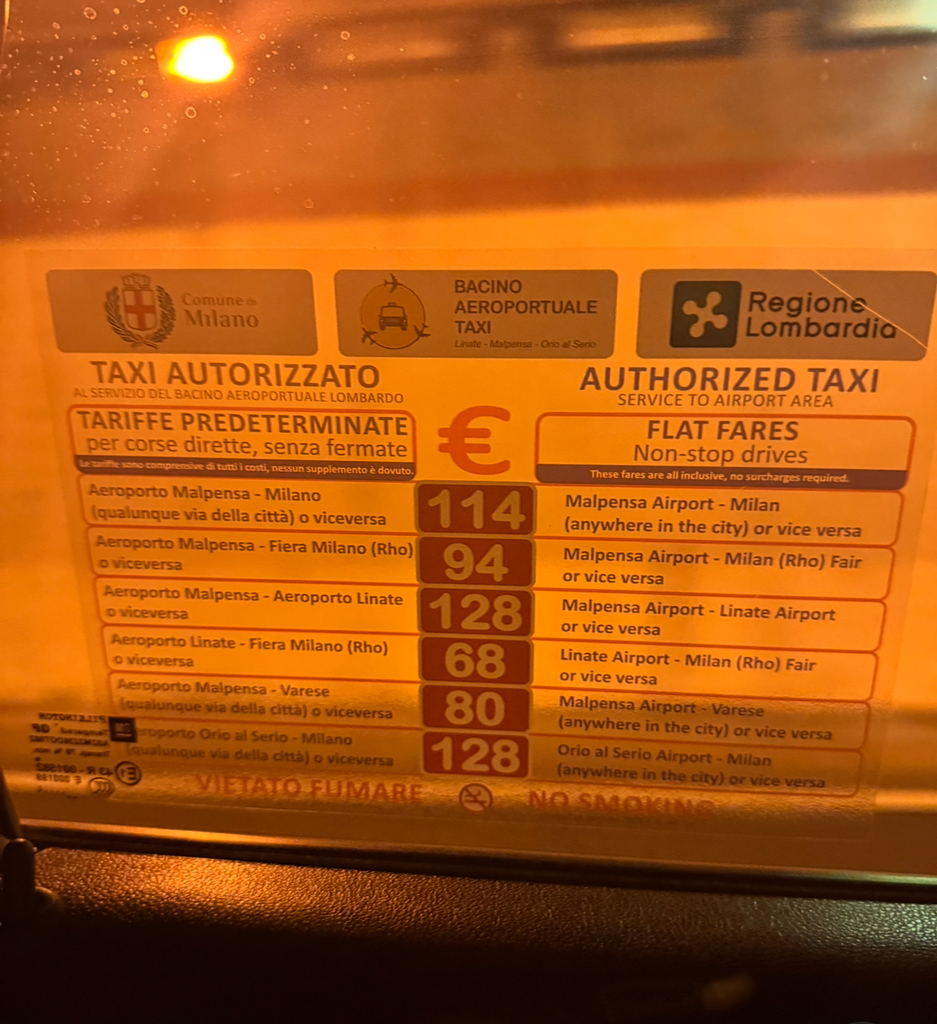 Comune di
Milano
BACINO
AEROPORTUALE
TAXI
Linate - Malpensa - Orio al Serio
Regione
Lombardia
TAXI AUTORIZZATO
AL SERVIZIO DEL BACINO AEROPORTUALE LOMBARDO
AUTHORIZED TAXI
SERVICE TO AIRPORT AREA
TARIFFE PREDETERMINATE
per corse dirette, senza fermate
Le tariffe sono comprensive di tutti i costi, nessun supplemento è dovuto.
€
FLAT FARES
Non-stop drives
These fares are all inclusive, no surcharges required.
Aeroporto Malpensa - Milano
(qualunque via della città) o viceversa
114
Malpensa Airport - Milan
(anywhere in the city) or vice versa
Aeroporto Malpensa - Fiera Milano (Rho)
o viceversa
94
Malpensa Airport - Milan (Rho) Fair
or vice versa
Aeroporto Malpensa - Aeroporto Linate
o viceversa
128
Malpensa Airport - Linate Airport
or vice versa
Aeroporto Linate - Fiera Milano (Rho)
o viceversa
68
Linate Airport - Milan (Rho) Fair
or vice versa
Aeroporto Malpensa - Varese
(qualunque via della città) o viceversa
80
Malpensa Airport - Varese
(anywhere in the city) or vice versa
eroporto Orio al Serio - Milano
(qualunque via della città) o viceversa
128
Orio al Serio Airport - Milan
(anywhere in the city) or vice versa
VIETATO FUMARE
NO SMOKING